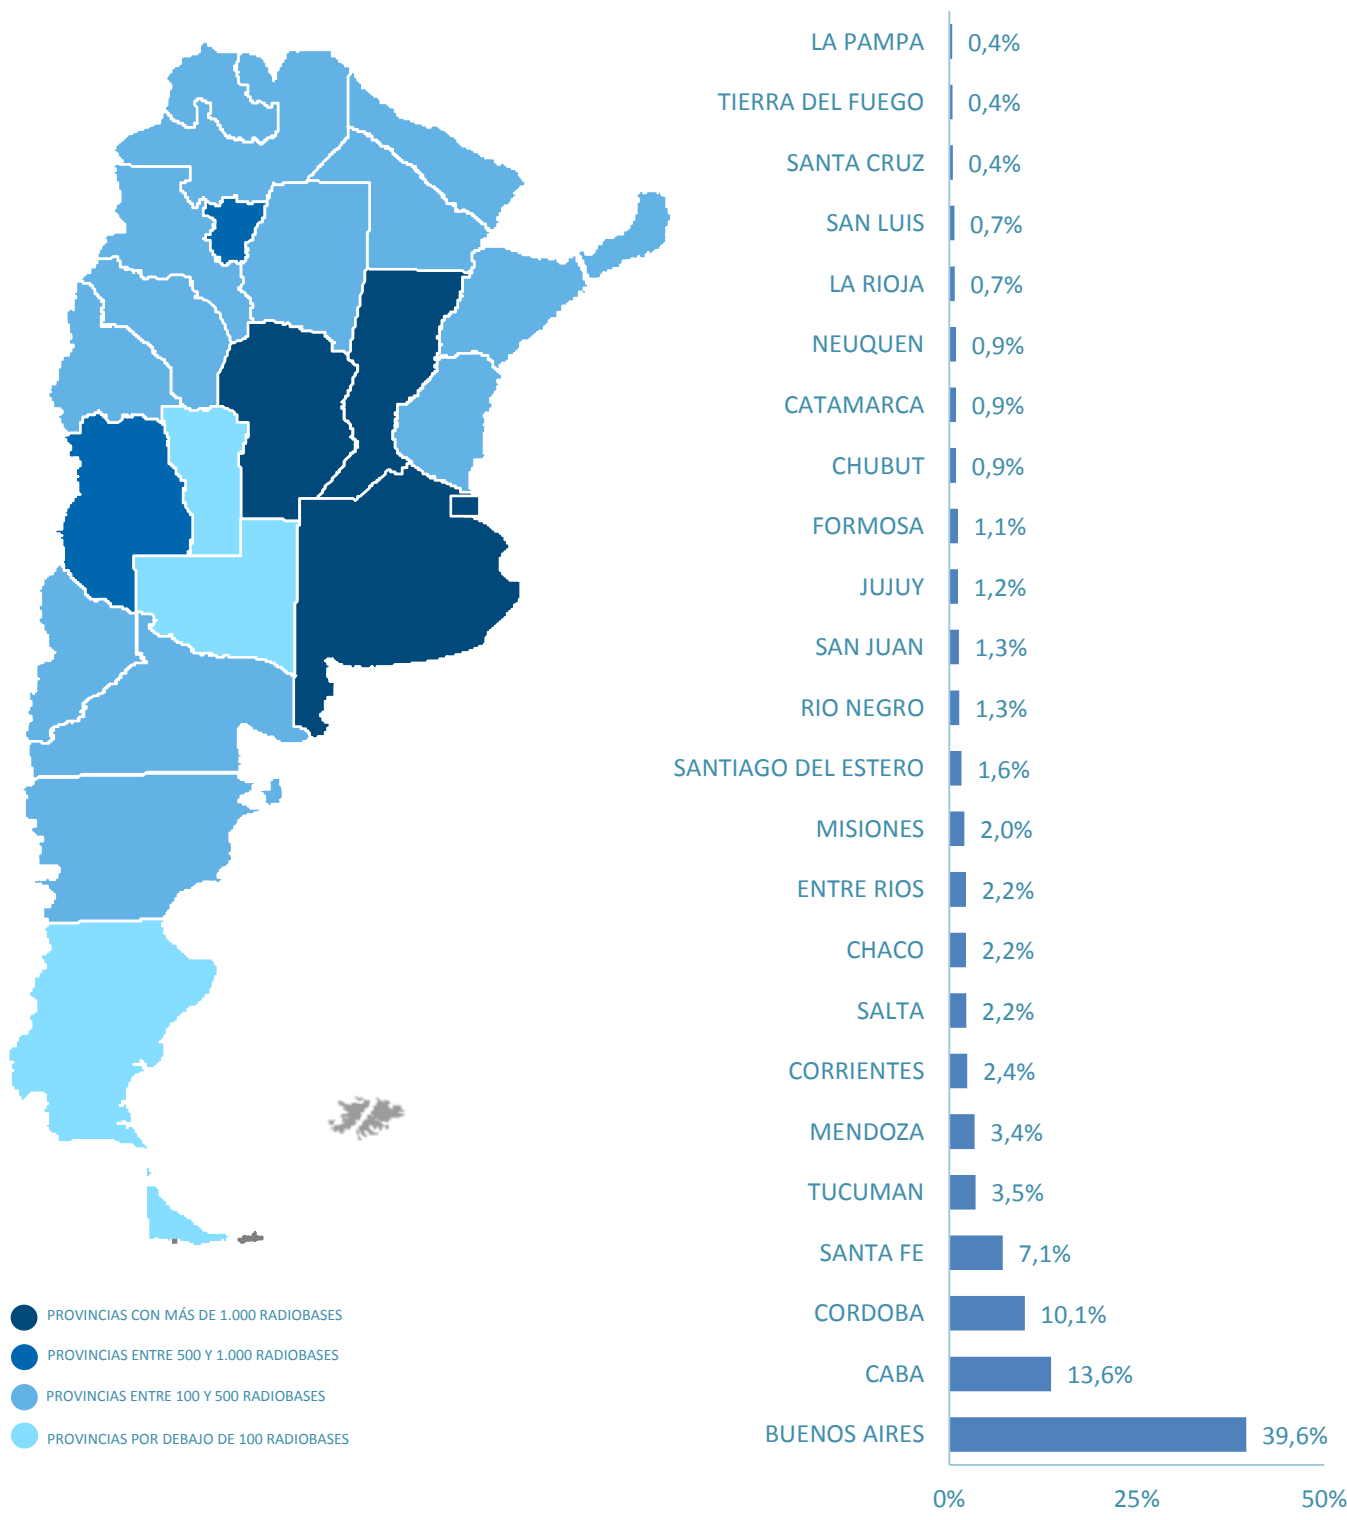 LA PAMPA 0,4%
TIERRA DEL FUEGO 0,4%
SANTA CRUZ 0,4%
SAN LUIS 0,7%
LA RIOJA 0,7%
NEUQUEN 0,9%
CATAMARCA 0,9%
CHUBUT 0,9%
FORMOSA 1,1%
JUJUY 1,2%
SAN JUAN 1,3%
RIO NEGRO 1,3%
SANTIAGO DEL ESTERO 1,6%
MISIONES 2,0%
ENTRE RIOS 2,2%
CHACO 2,2%
SALTA 2,2%
CORRIENTES 2,4%
MENDOZA 3,4%
TUCUMAN 3,5%
SANTA FE 7,1%
CORDOBA 10,1%
CABA 13,6%
BUENOS AIRES 39,6%
0% 25% 50%
PROVINCIAS CON MÁS DE 1.000 RADIOBASES
PROVINCIAS ENTRE 500 Y 1.000 RADIOBASES
PROVINCIAS ENTRE 100 Y 500 RADIOBASES
PROVINCIAS POR DEBAJO DE 100 RADIOBASES